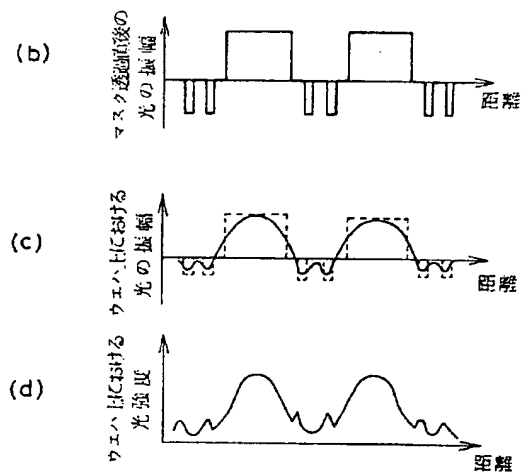 (b)
マスク透過直後の
光の振幅
距離
(c)
ウエハ上における
光の振幅
距離
(d)
ウエハ上における
光強度
距離